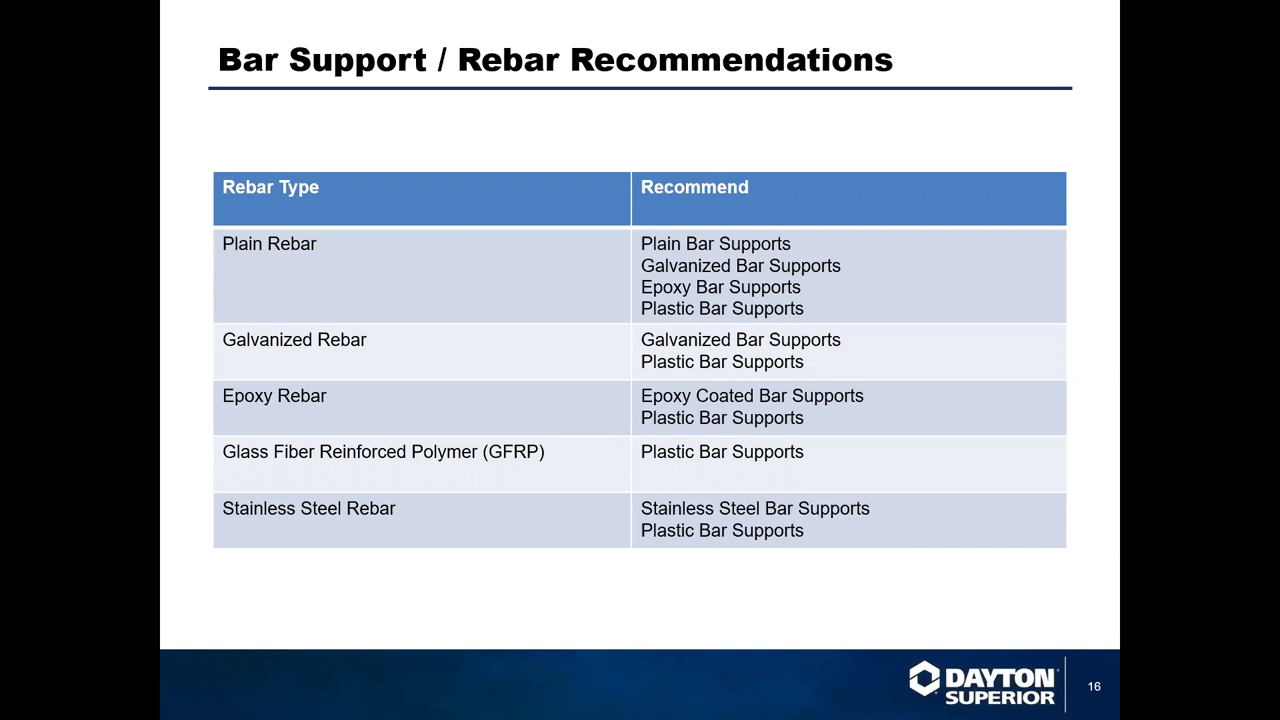 Bar Support / Rebar Recommendations
Rebar Type
Recommend
Plain Rebar
Plain Bar Supports
Galvanized Bar Supports
Epoxy Bar Supports
Plastic Bar Supports
Galvanized Rebar
Galvanized Bar Supports
Plastic Bar Supports
Epoxy Rebar
Epoxy Coated Bar Supports
Plastic Bar Supports
Glass Fiber Reinforced Polymer (GFRP)
Plastic Bar Supports
Stainless Steel Rebar
Stainless Steel Bar Supports
Plastic Bar Supports
DAYTON
SUPERIOR
16